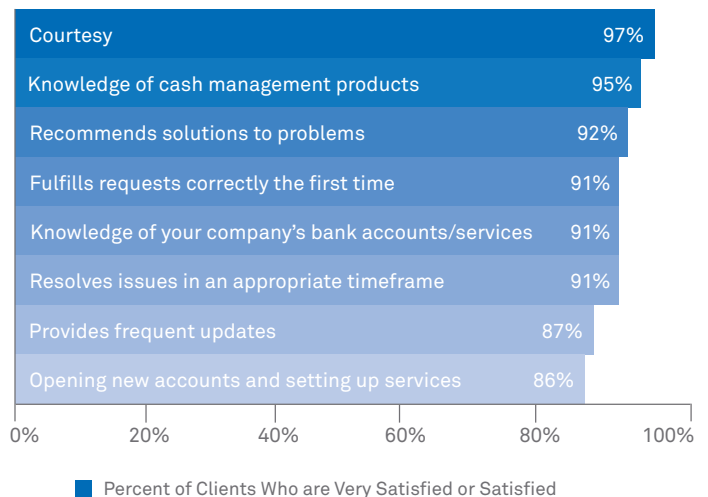 Courtesy 97%
Knowledge of cash management products 95%
Recommends solutions to problems 92%
Fulfills requests correctly the first time 91%
Knowledge of your company’s bank accounts/services 91%
Resolves issues in an appropriate timeframe 91%
Provides frequent updates 87%
Opening new accounts and setting up services 86%
0% 20% 40% 60% 80% 100%
Percent of Clients Who are Very Satisfied or Satisfied